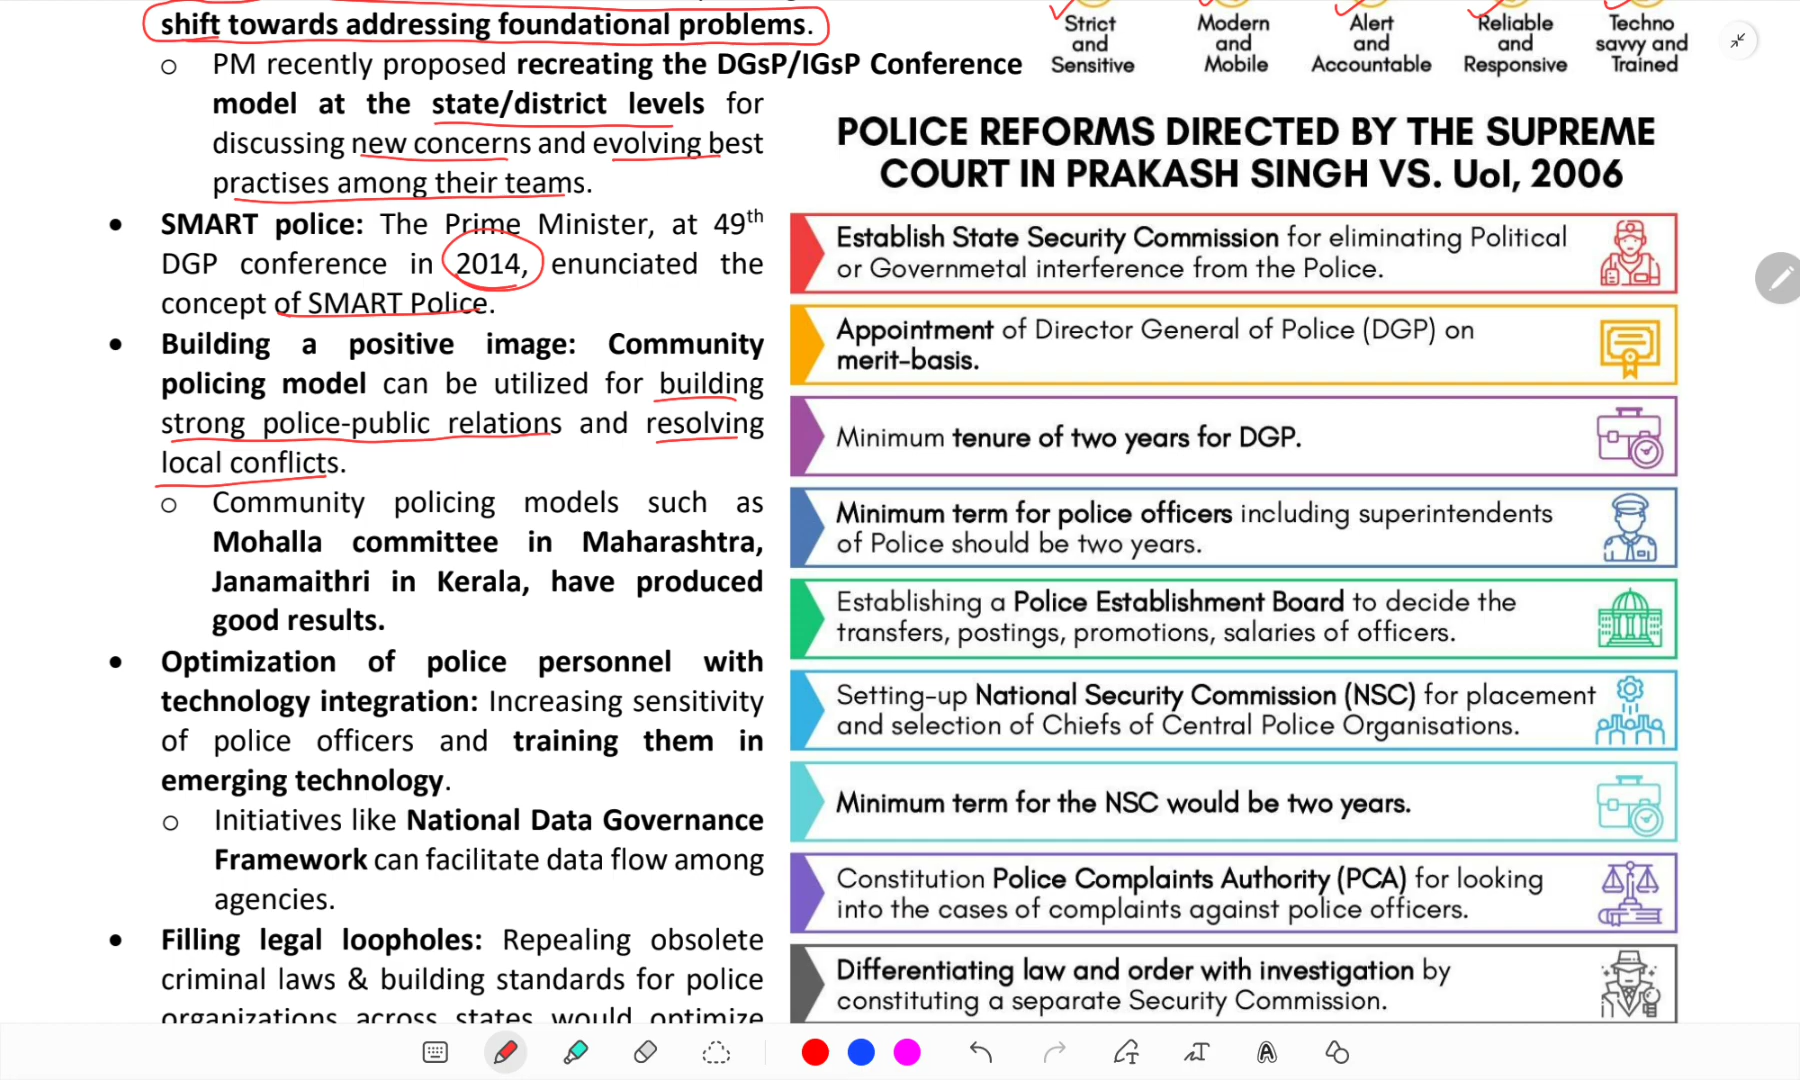 shift towards addressing foundational problems.
o PM recently proposed recreating the DGsP/IGsP Conference
model at the state/district levels for
discussing new concerns and evolving best
practises among their teams.
• SMART police: The Prime Minister, at 49th
DGP conference in 2014, enunciated the
concept of SMART Police.
• Building a positive image: Community
policing model can be utilized for building
strong police-public relations and resolving
local conflicts.
o Community policing models such as
Mohalla committee in Maharashtra,
Janamaithri in Kerala, have produced
good results.
• Optimization of police personnel with
technology integration: Increasing sensitivity
of police officers and training them in
emerging technology.
o Initiatives like National Data Governance
Framework can facilitate data flow among
agencies.
• Filling legal loopholes: Repealing obsolete
criminal laws & building standards for police
organizations across states would optimize
Strict
and
Sensitive
Modern
and
Mobile
Alert
and
Accountable
Reliable
and
Responsive
Techno
savvy and
Trained
POLICE REFORMS DIRECTED BY THE SUPREME
COURT IN PRAKASH SINGH VS. UoI, 2006
Establish State Security Commission for eliminating Political
or Governmetal interference from the Police.
Appointment of Director General of Police (DGP) on
merit-basis.
Minimum tenure of two years for DGP.
Minimum term for police officers including superintendents
of Police should be two years.
Establishing a Police Establishment Board to decide the
transfers, postings, promotions, salaries of officers.
Setting-up National Security Commission (NSC) for placement
and selection of Chiefs of Central Police Organisations.
Minimum term for the NSC would be two years.
Constitution Police Complaints Authority (PCA) for looking
into the cases of complaints against police officers.
Differentiating law and order with investigation by
constituting a separate Security Commission.